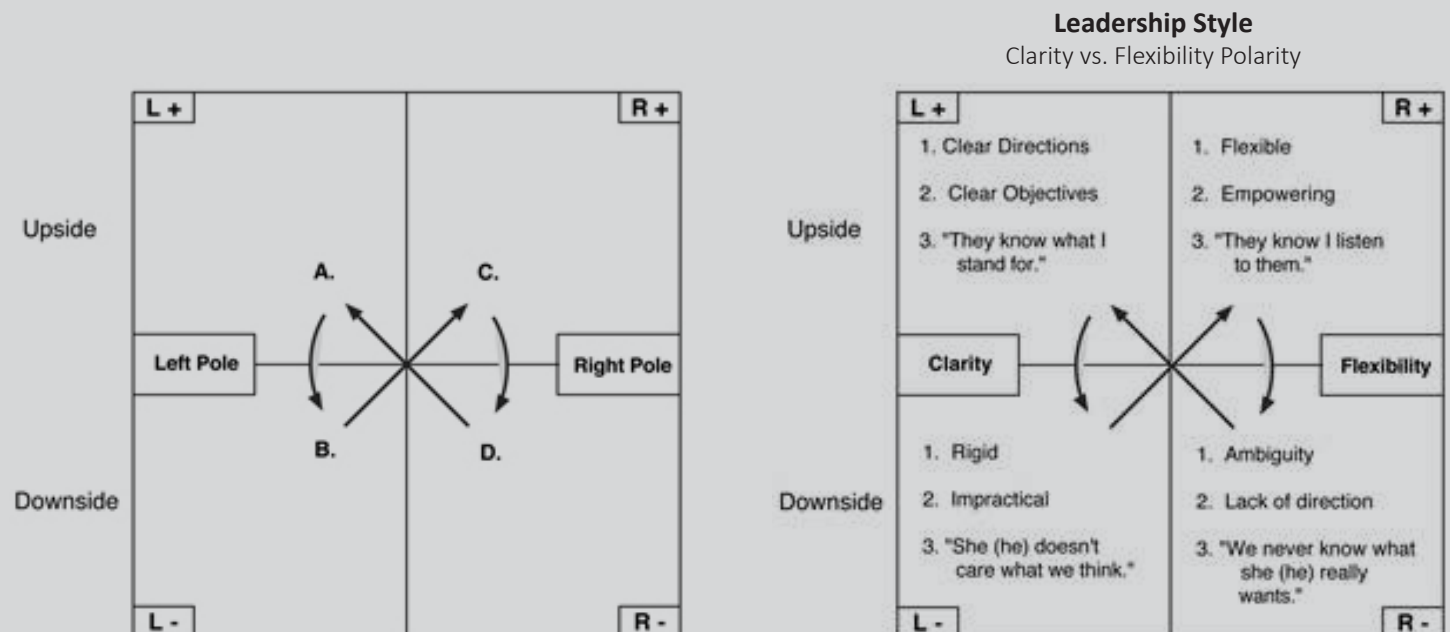 Leadership Style
Clarity vs. Flexibility Polarity
L +
R +
Upside
A.
C.
Left Pole
Right Pole
B.
D.
Downside
L -
R -
L +
R +
1. Clear Directions
2. Clear Objectives
3. "They know what I
stand for."
1. Flexible
2. Empowering
3. "They know I listen
to them."
Upside
Clarity
Flexibility
Downside
1. Rigid
2. Impractical
3. "She (he) doesn't
care what we think."
1. Ambiguity
2. Lack of direction
3. "We never know what
she (he) really
wants."
L -
R -